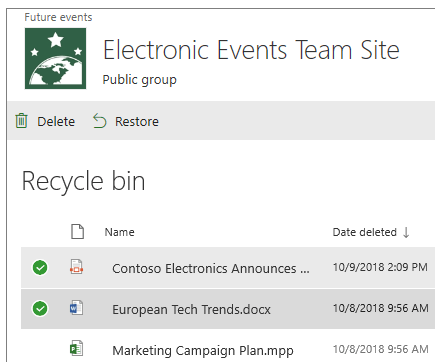 Future events
Electronic Events Team Site
Public group
Delete Restore
Recycle bin
Name Date deleted ↓
Contoso Electronics Announces ... 10/9/2018 2:09 PM
European Tech Trends.docx 10/8/2018 9:56 AM
Marketing Campaign Plan.mpp 10/8/2018 9:56 AM